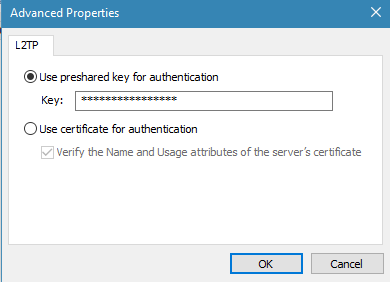 Advanced Properties
L2TP
Use preshared key for authentication
Key: ****************
Use certificate for authentication
Verify the Name and Usage attributes of the server's certificate
OK Cancel